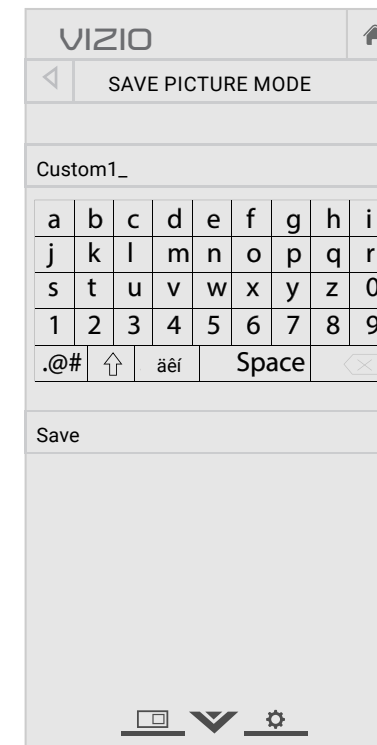 VIZIO
SAVE PICTURE MODE
Custom1_
a b c d e f g h i
j k l m n o p q r
s t u v w x y z 0
1 2 3 4 5 6 7 8 9
.@# äêí Space
Save